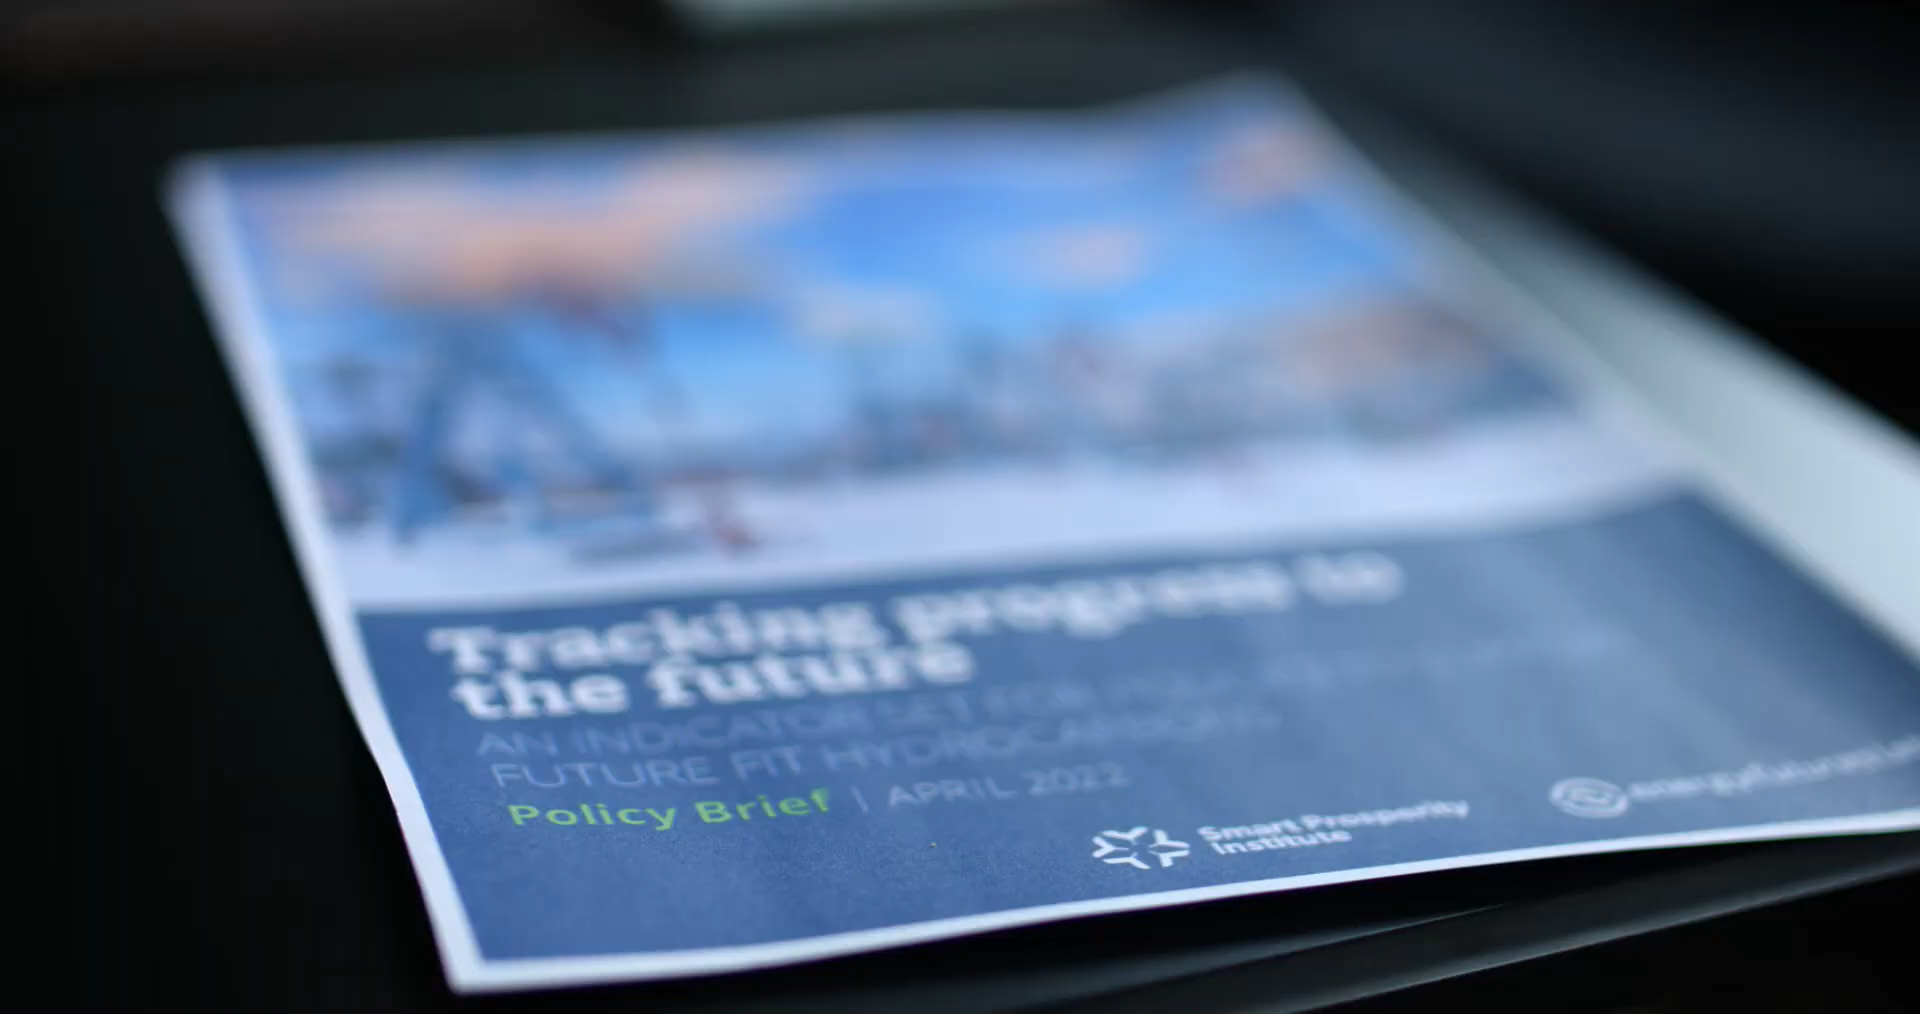 Tracking progress to
the future
AN INDICATOR SET FOR
FUTURE FIT HYDROCARBONS
Policy Brief | APRIL 2022
Smart Prosperity
Institute